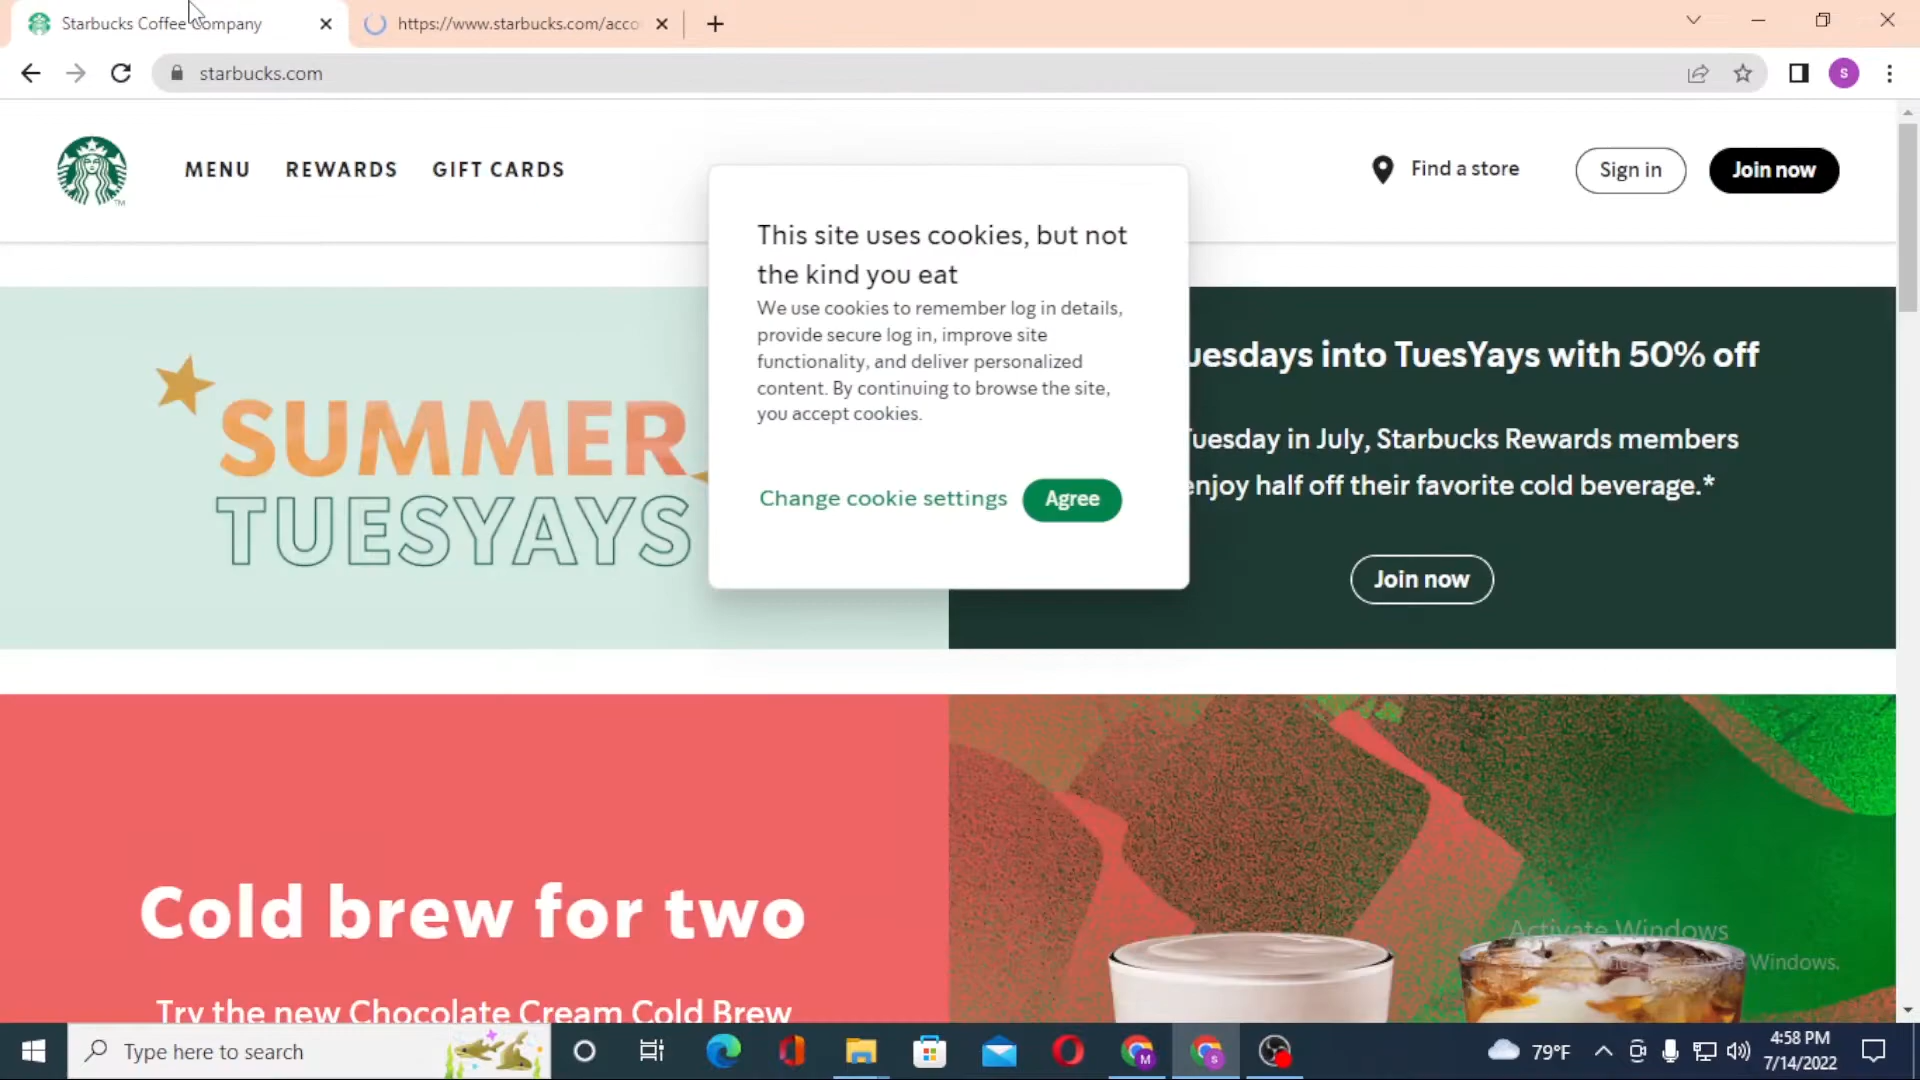 Starbucks Coffee Company
https://www.starbucks.com/acco
starbucks.com
S
MENU REWARDS GIFT CARDS
Find a store
Sign in
Join now
This site uses cookies, but not
the kind you eat
We use cookies to remember log in details,
provide secure log in, improve site
functionality, and deliver personalized
content. By continuing to browse the site,
you accept cookies.
Change cookie settings
Agree
SUMMER
TUESYAYS
uesdays into TuesYays with 50% off
uesday in July, Starbucks Rewards members
enjoy half off their favorite cold beverage.*
Join now
Cold brew for two
Try the new Chocolate Cream Cold Brew
Activate Windows
Windows.
Type here to search
M
S
79°F
4:58 PM
7/14/2022